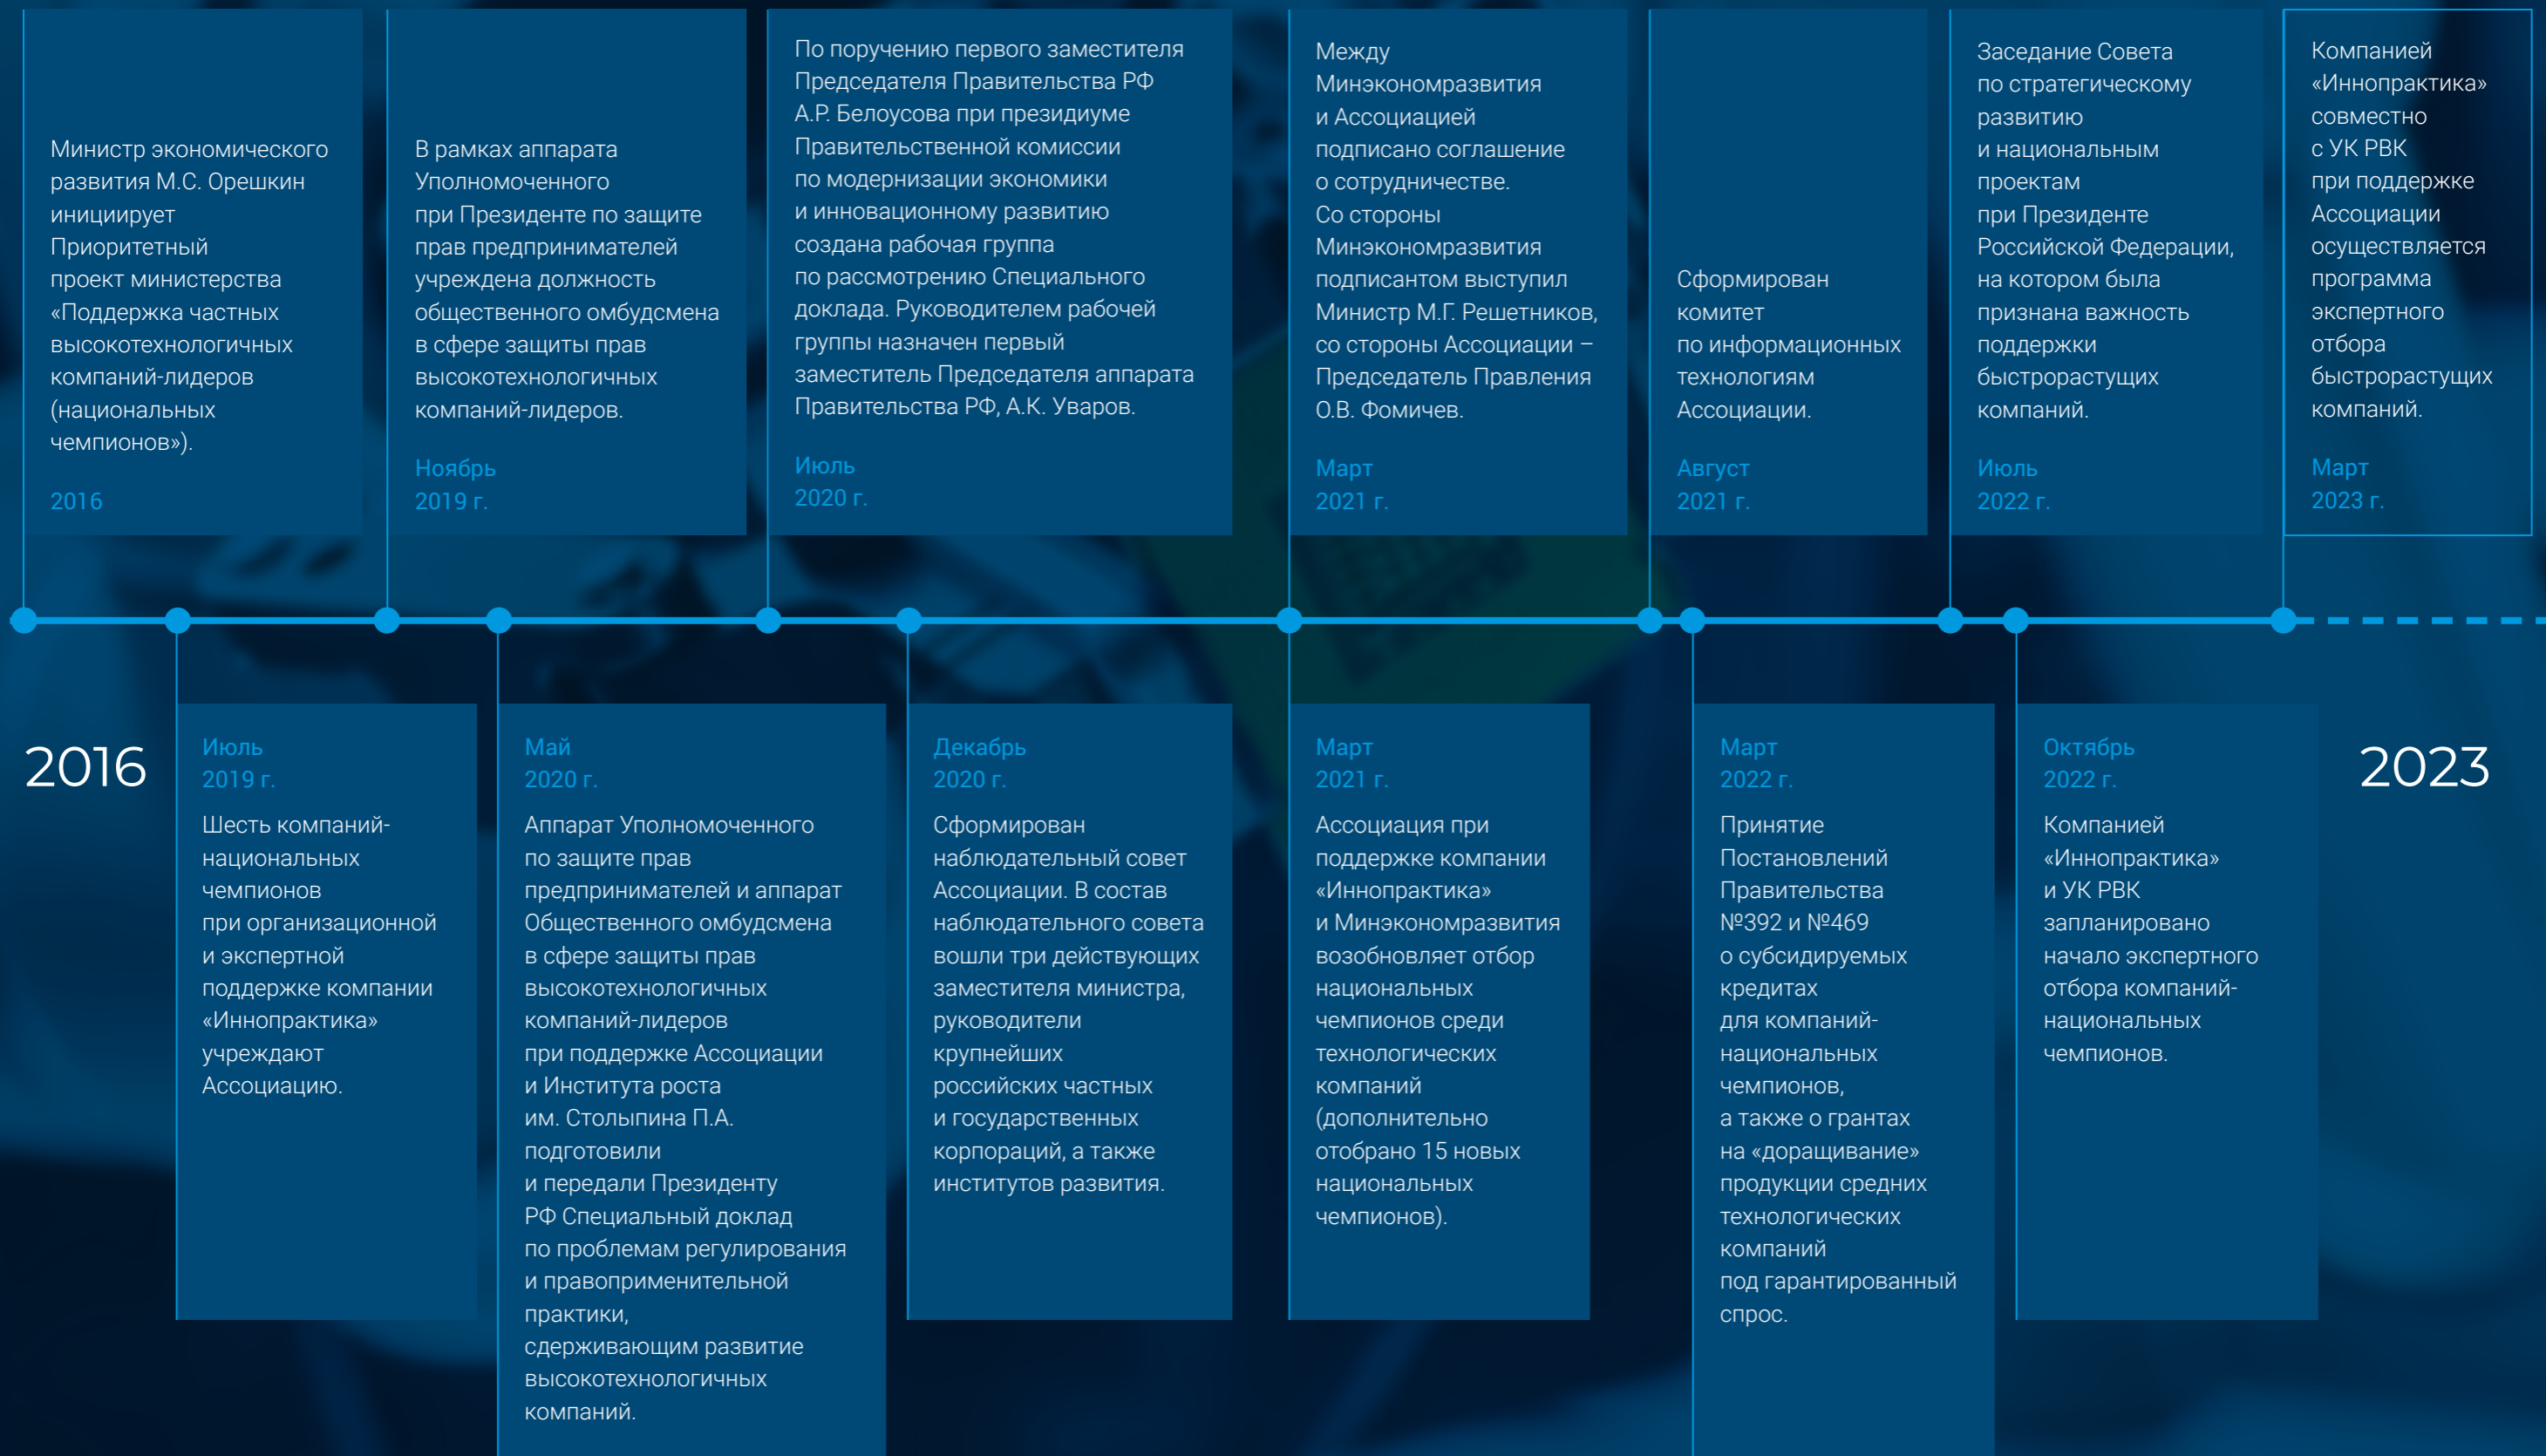 Министр экономического
развития М.С. Орешкин
инициирует
Приоритетный
проект министерства
«Поддержка частных
высокотехнологичных
компаний-лидеров
(национальных
чемпионов»).
2016
В рамках аппарата
Уполномоченного
при Президенте по защите
прав предпринимателей
учреждена должность
общественного омбудсмена
в сфере защиты прав
высокотехнологичных
компаний-лидеров.
Ноябрь
2019 г.
По поручению первого заместителя
Председателя Правительства РФ
А.Р. Белоусова при президиуме
Правительственной комиссии
по модернизации экономики
и инновационному развитию
создана рабочая группа
по рассмотрению Специального
доклада. Руководителем рабочей
группы назначен первый
заместитель Председателя аппарата
Правительства РФ, А.К. Уваров.
Июль
2020 г.
Между
Минэкономразвития
и Ассоциацией
подписано соглашение
о сотрудничестве.
Со стороны
Минэкономразвития
подписантом выступил
Министр М.Г. Решетников,
со стороны Ассоциации –
Председатель Правления
О.В. Фомичев.
Март
2021 г.
Сформирован
комитет
по информационных
технологиям
Ассоциации.
Август
2021 г.
Заседание Совета
по стратегическому
развитию
и национальным
проектам
при Президенте
Российской Федерации,
на котором была
признана важность
поддержки
быстрорастущих
компаний.
Июль
2022 г.
Компанией
«Иннопрактика»
совместно
с УК РВК
при поддержке
Ассоциации
осуществляется
программа
экспертного
отбора
быстрорастущих
компаний.
Март
2023 г.
2016
Июль
2019 г.
Шесть компаний-
национальных
чемпионов
при организационной
и экспертной
поддержке компании
«Иннопрактика»
учреждают
Ассоциацию.
Май
2020 г.
Аппарат Уполномоченного
по защите прав
предпринимателей и аппарат
Общественного омбудсмена
в сфере защиты прав
высокотехнологичных
компаний-лидеров
при поддержке Ассоциации
и Института роста
им. Столыпина П.А.
подготовили
и передали Президенту
РФ Специальный доклад
по проблемам регулирования
и правоприменительной
практики,
сдерживающим развитие
высокотехнологичных
компаний.
Декабрь
2020 г.
Сформирован
наблюдательный совет
Ассоциации. В состав
наблюдательного совета
вошли три действующих
заместителя министра,
руководители
крупнейших
российских частных
и государственных
корпораций, а также
институтов развития.
Март
2021 г.
Ассоциация при
поддержке компании
«Иннопрактика»
и Минэкономразвития
возобновляет отбор
национальных
чемпионов среди
технологических
компаний
(дополнительно
отобрано 15 новых
национальных
чемпионов).
Март
2022 г.
Принятие
Постановлений
Правительства
№392 и №469
о субсидируемых
кредитах
для компаний-
национальных
чемпионов,
а также о грантах
на «доращивание»
продукции средних
технологических
компаний
под гарантированный
спрос.
Октябрь
2022 г.
Компанией
«Иннопрактика»
и УК РВК
запланировано
начало экспертного
отбора компаний-
национальных
чемпионов.
2023